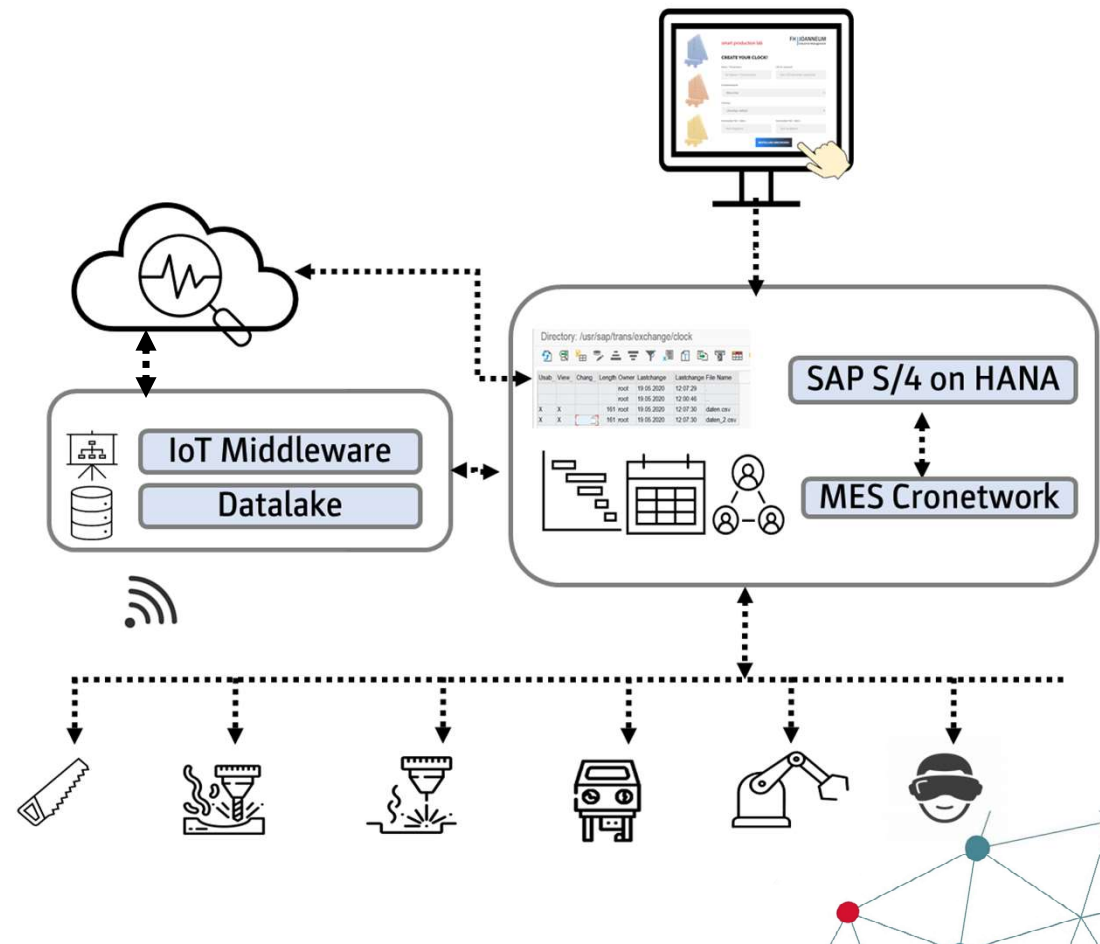 smart production lab
FH JOANNEUM
Industrial Management
CREATE YOUR CLOCK!
Directory: /usr/sap/trans/exchange/clock
Usab View Chang Length Owner Lastchange Lastchange File Name
root 19.05.2020 12:07:29
root 19.05.2020 12:00:46
X X 161 root 19.05.2020 12:07:30 daten.csv
X X 161 root 19.05.2020 12:07:30 daten_2.csv
SAP S/4 on HANA
MES Cronetwork
IoT Middleware
Datalake